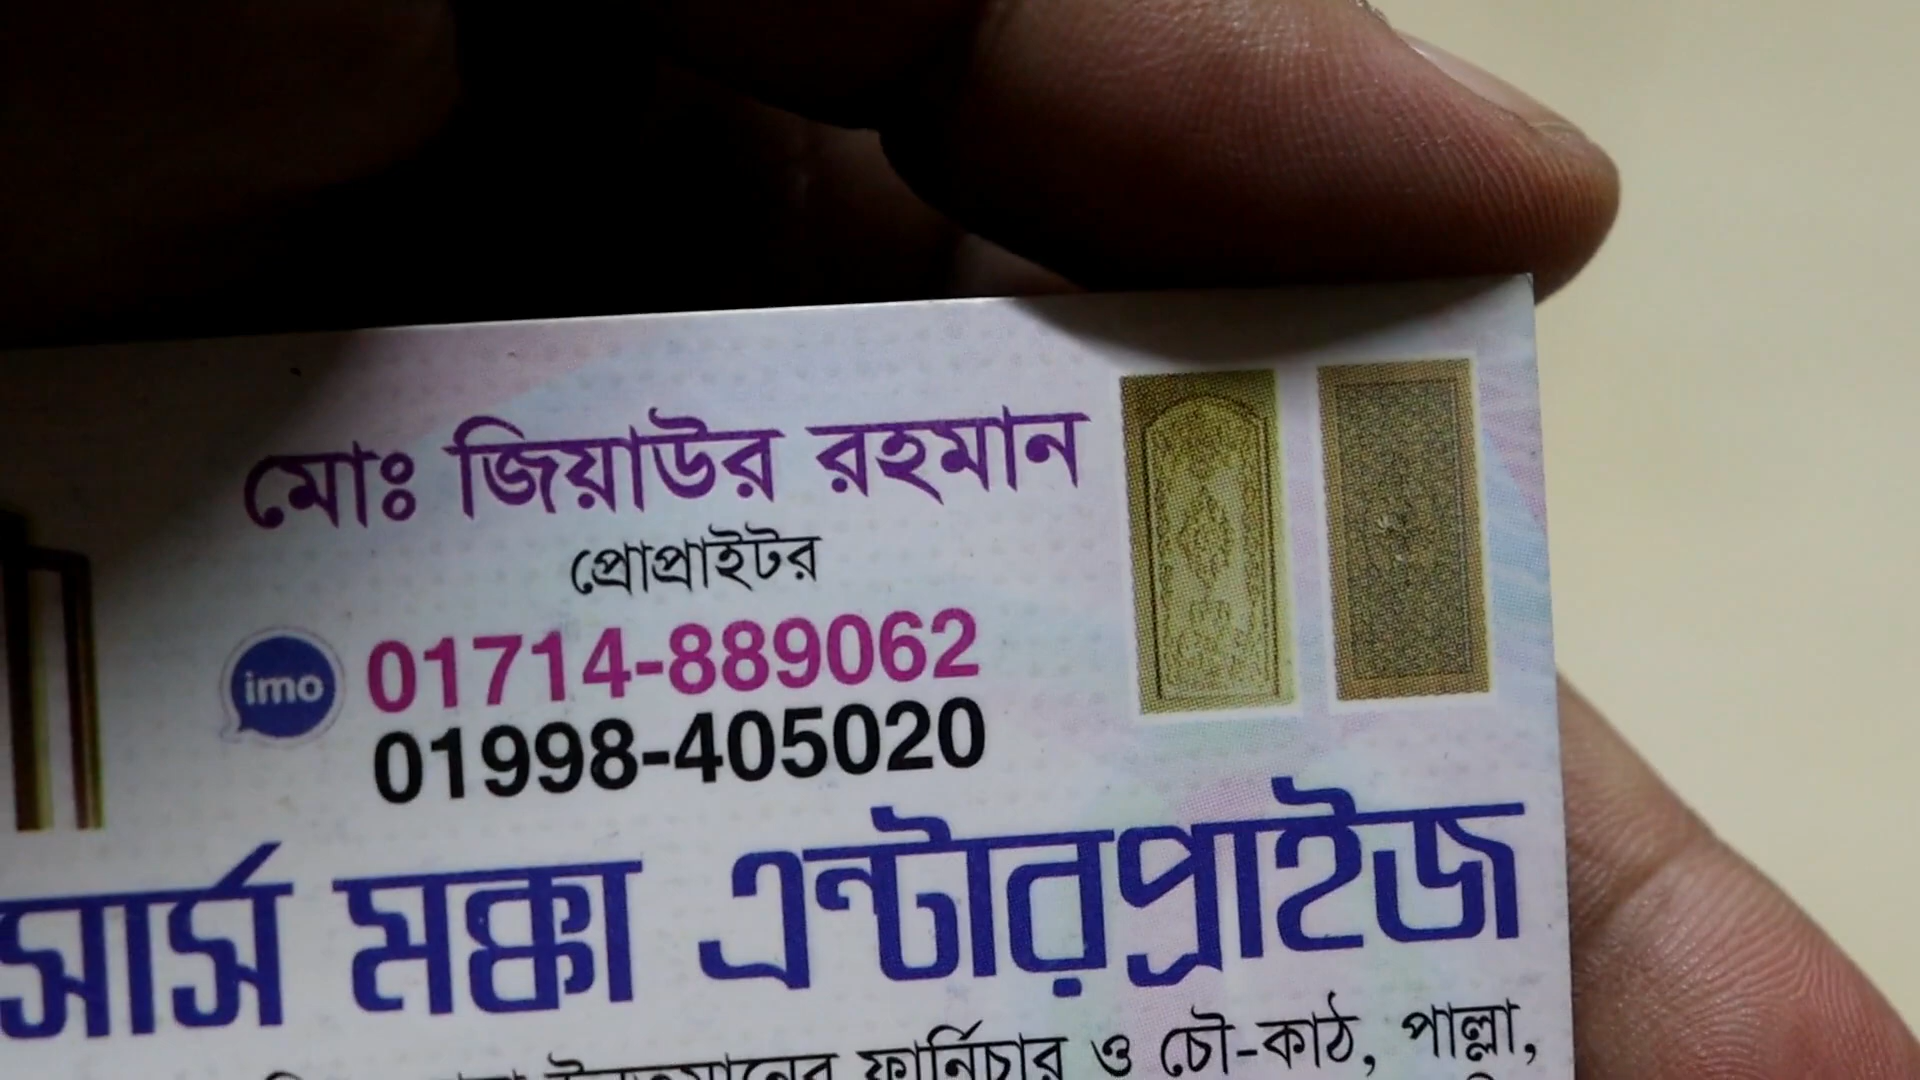 মোঃ জিয়াউর রহমান
প্রোপ্রাইটর
imo 01714-889062
01998-405020
সার্স মক্কা এন্টারপ্রাইজ
ফার্নিচার ও চৌ-কাঠ, পাল্লা,